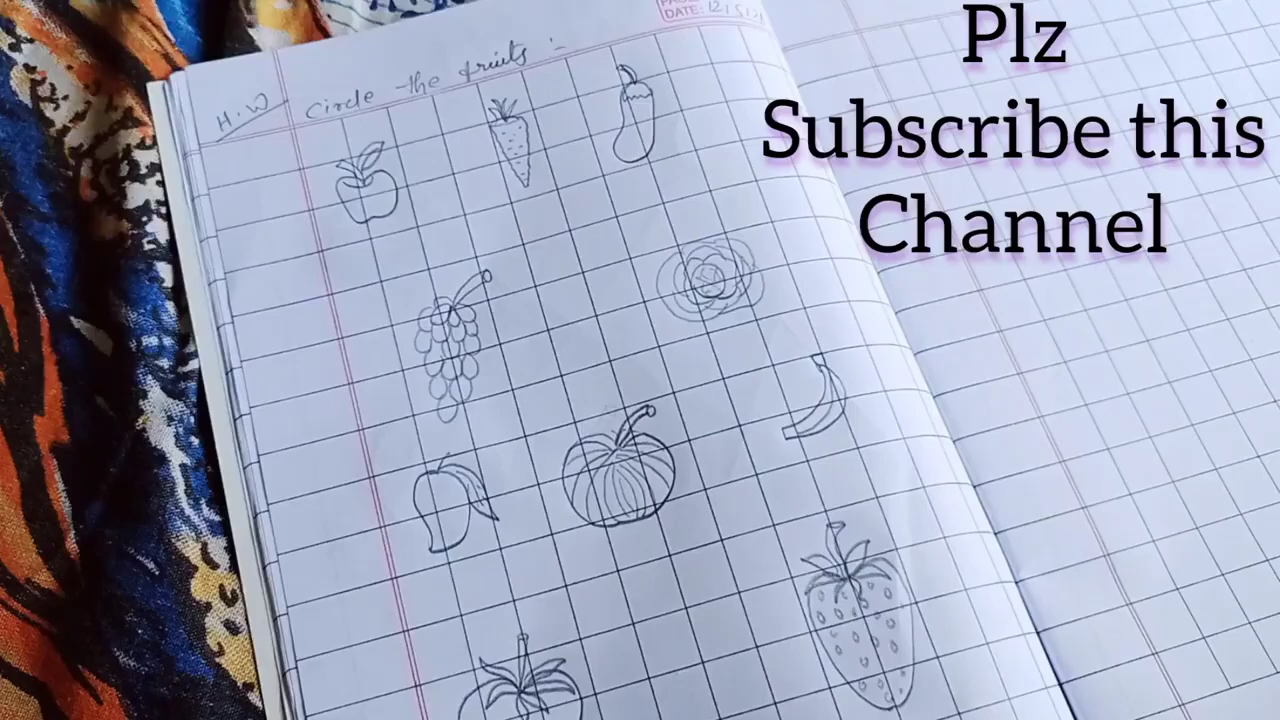 DATE: 12/5/21
H.W
Circle the fruits :-
Plz
Subscribe this
Channel